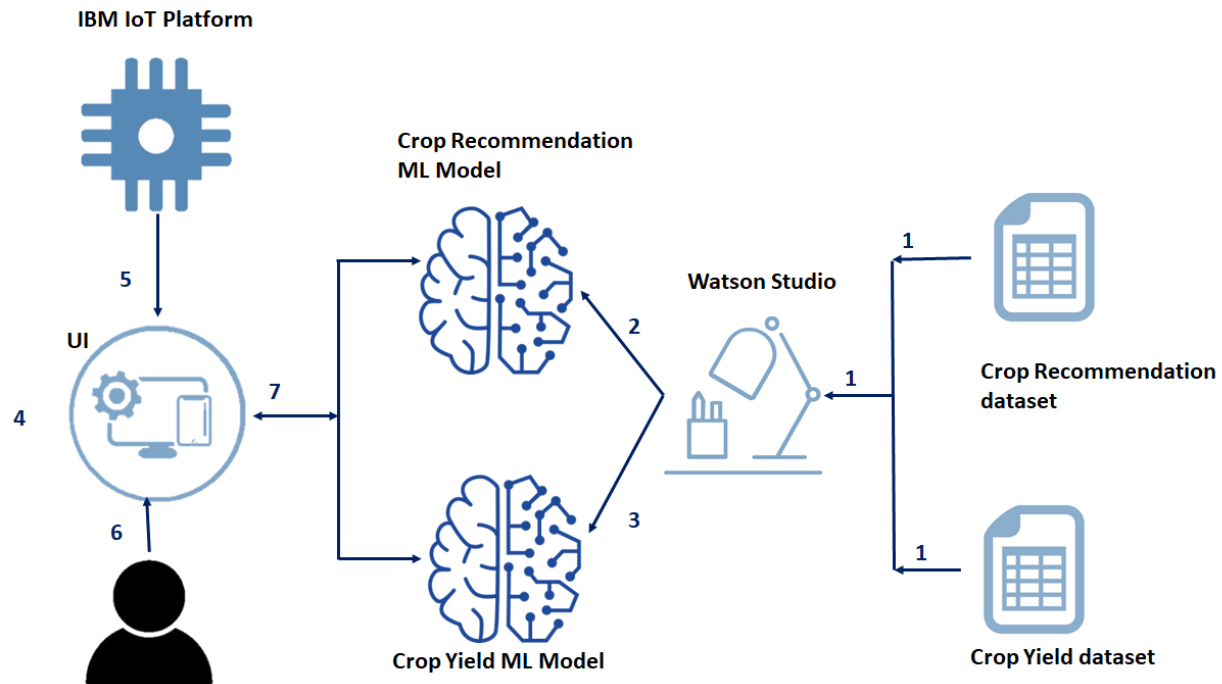 IBM IoT Platform
Crop Recommendation
ML Model
1
5
Watson Studio
2
UI
7
1
Crop Recommendation
dataset
4
3
6
1
Crop Yield ML Model
Crop Yield dataset